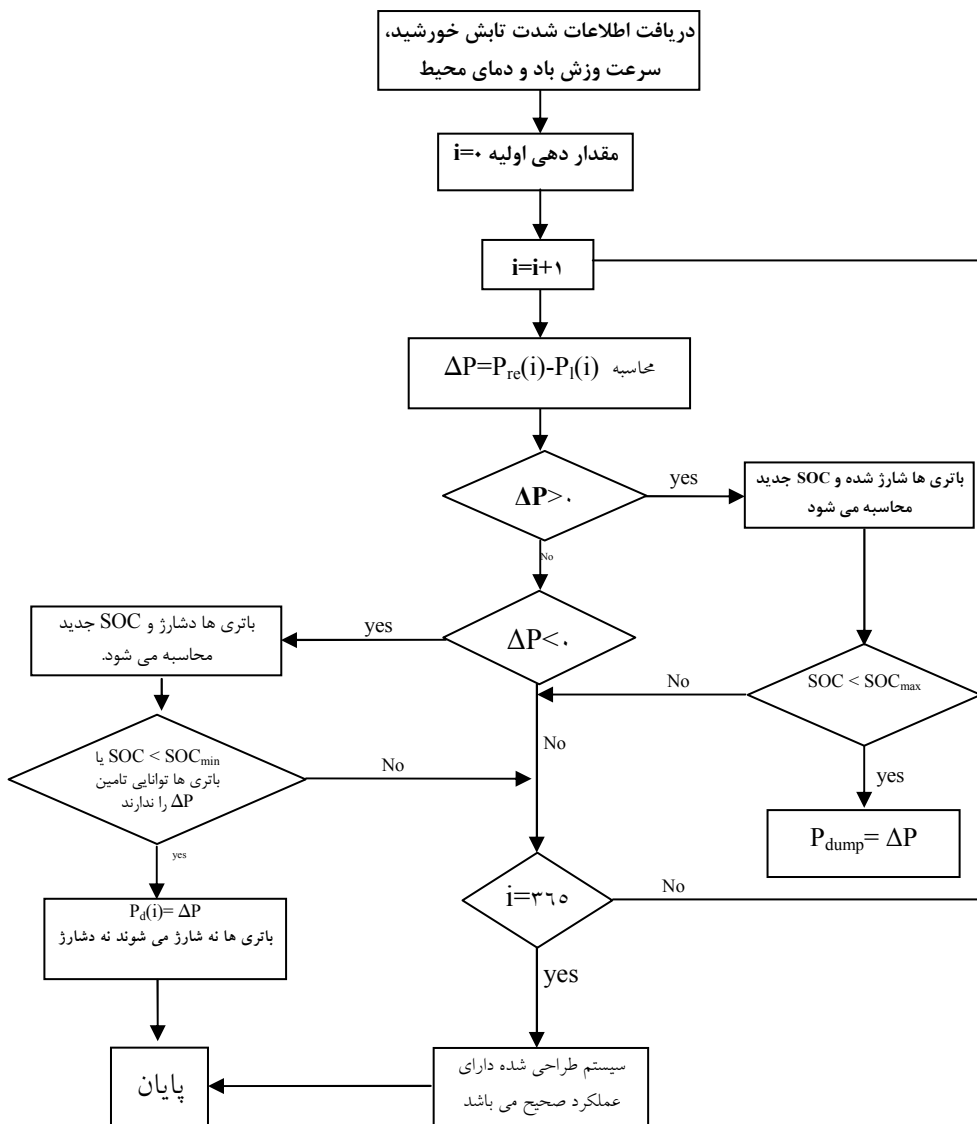 دریافت اطلاعات شدت تابش خورشید،
سرعت وزش باد و دمای محیط
مقدار دهی اولیه i=۰
i=i+۱
محاسبه ΔP=Pre(i)-Pl(i)
ΔP>۰
yes
باتری ها شارژ شده و SOC جدید
محاسبه می شود
No
ΔP<۰
yes
باتری ها دشارژ و SOC جدید
محاسبه می شود.
SOC < SOCmax
No
yes
Pdump= ΔP
No
SOC < SOCmin یا
باتری ها توانایی تامین
ΔP را ندارند
No
yes
Pd(i)= ΔP
باتری ها نه شارژ می شوند نه دشارژ
i=۳٦٥
No
yes
سیستم طراحی شده دارای
عملکرد صحیح می باشد
پایان